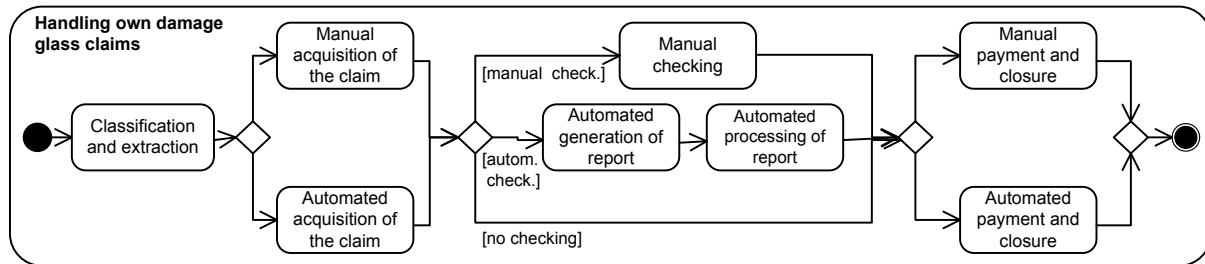 Handling own damage
glass claims
Classification
and extraction
Manual
acquisition of
the claim
Automated
acquisition of
the claim
[manual  check.]
[autom.
check.]
[no checking]
Manual
checking
Automated
generation of
report
Automated
processing of
report
Manual
payment and
closure
Automated
payment and
closure